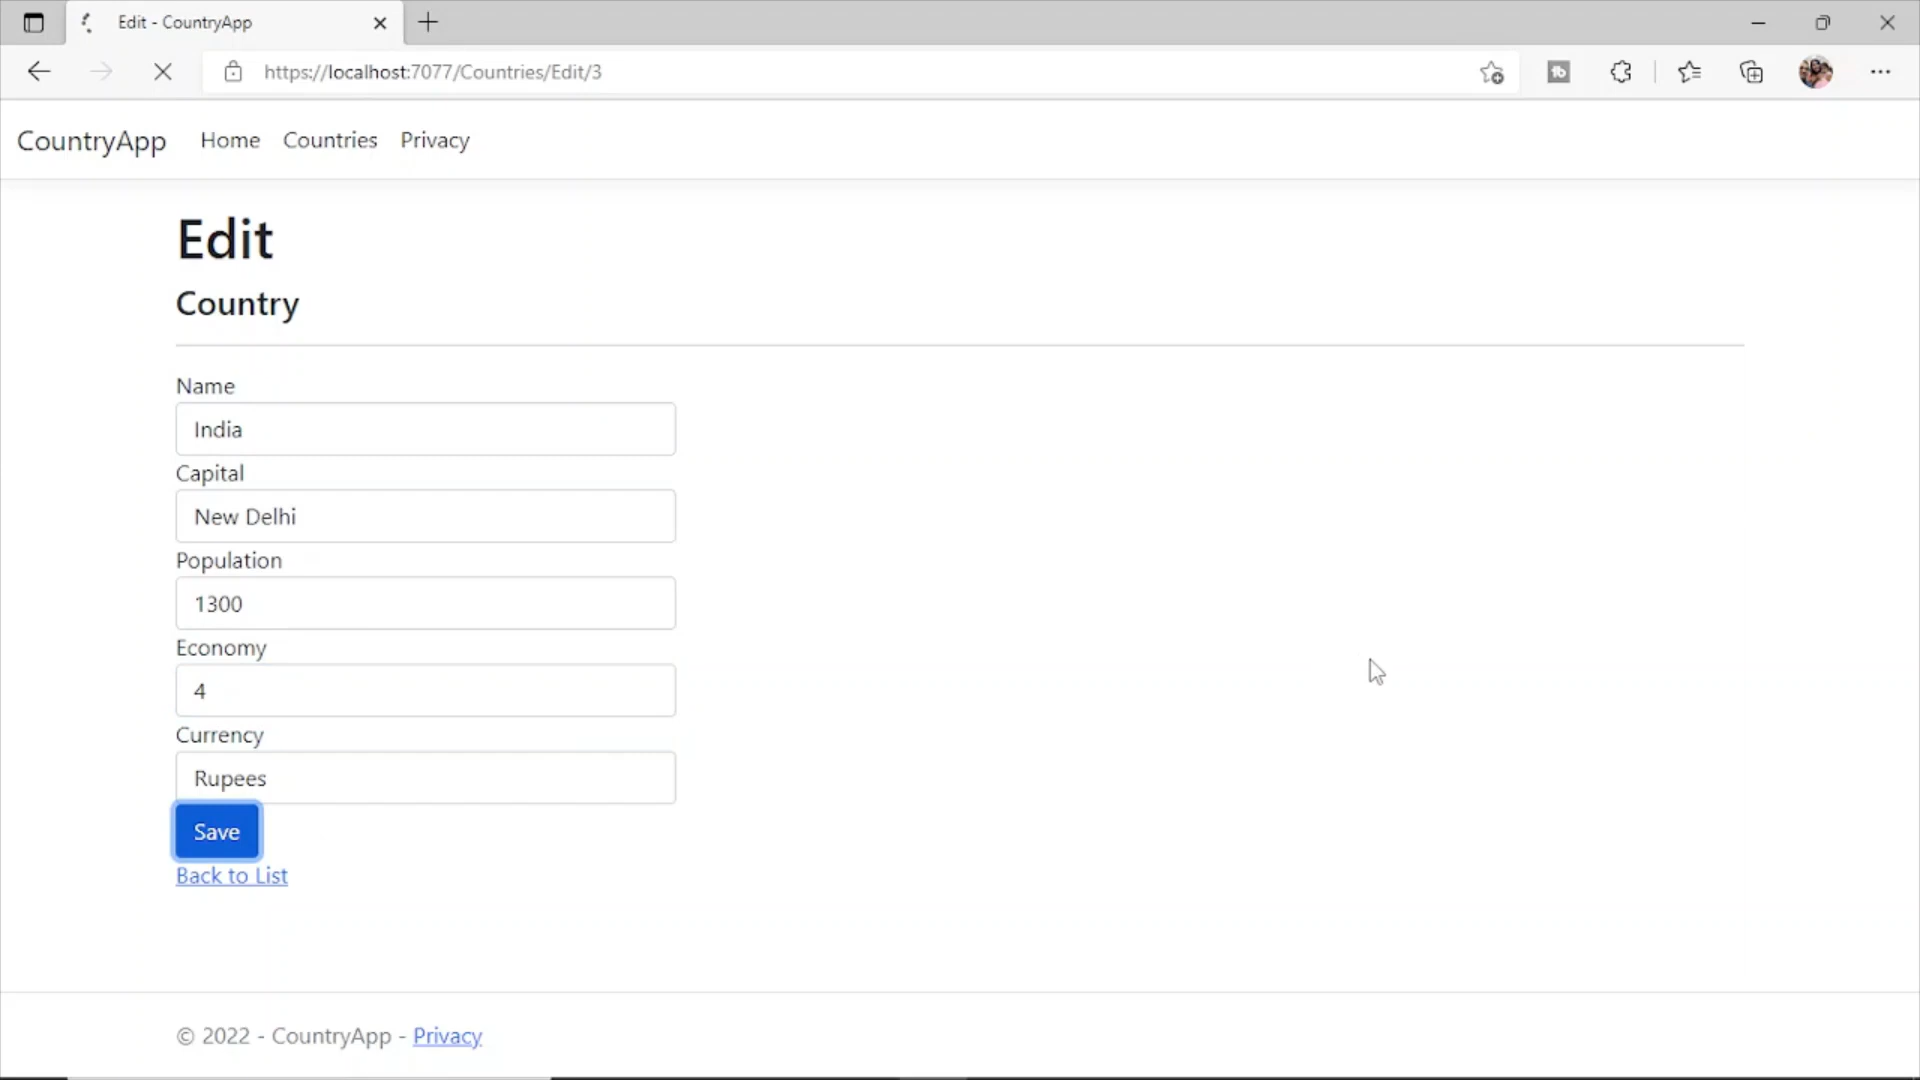 Edit - CountryApp
https://localhost:7077/Countries/Edit/3
CountryApp Home Countries Privacy
Edit
Country
Name
India
Capital
New Delhi
Population
1300
Economy
4
Currency
Rupees
Save
Back to List
© 2022 - CountryApp - Privacy